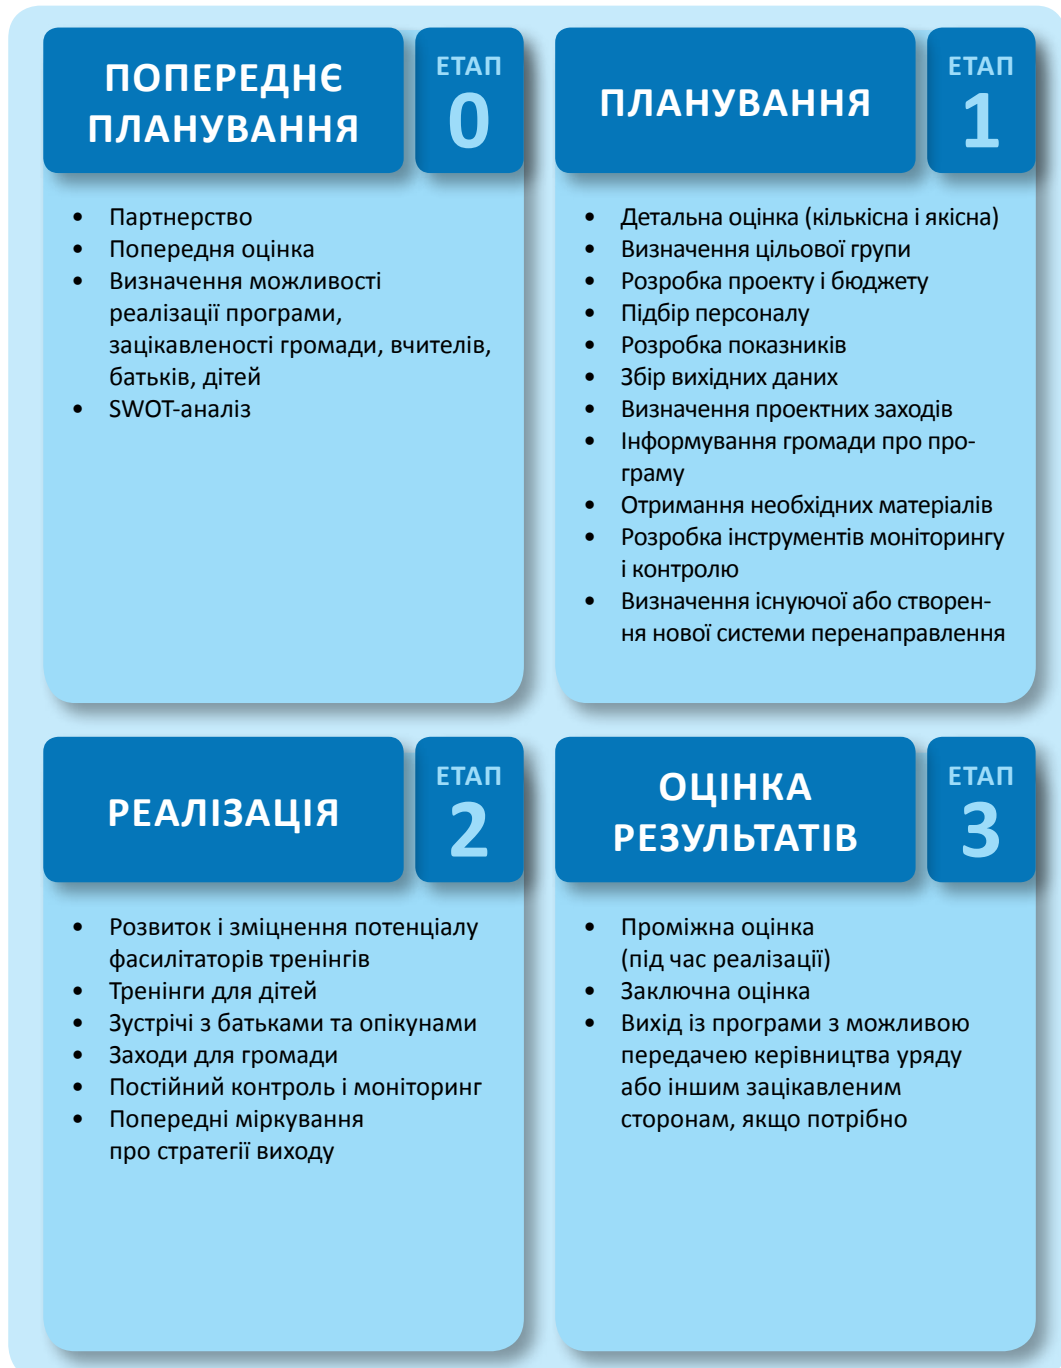 ПОПЕРЕДНЄ
ПЛАНУВАННЯ
ЕТАП
0
• Партнерство
• Попередня оцінка
• Визначення можливості
реалізації програми,
зацікавленості громади, вчителів,
батьків, дітей
• SWOT-аналіз
ПЛАНУВАННЯ
ЕТАП
1
• Детальна оцінка (кількісна і якісна)
• Визначення цільової групи
• Розробка проекту і бюджету
• Підбір персоналу
• Розробка показників
• Збір вихідних даних
• Визначення проектних заходів
• Інформування громади про про-
граму
• Отримання необхідних матеріалів
• Розробка інструментів моніторингу
і контролю
• Визначення існуючої або створен-
ня нової системи перенаправлення
РЕАЛІЗАЦІЯ
ЕТАП
2
• Розвиток і зміцнення потенціалу
фасилітаторів тренінгів
• Тренінги для дітей
• Зустрічі з батьками та опікунами
• Заходи для громади
• Постійний контроль і моніторинг
• Попередні міркування
про стратегії виходу
ОЦІНКА
РЕЗУЛЬТАТІВ
ЕТАП
3
• Проміжна оцінка
(під час реалізації)
• Заключна оцінка
• Вихід із програми з можливою
передачею керівництва уряду
або іншим зацікавленим
сторонам, якщо потрібно